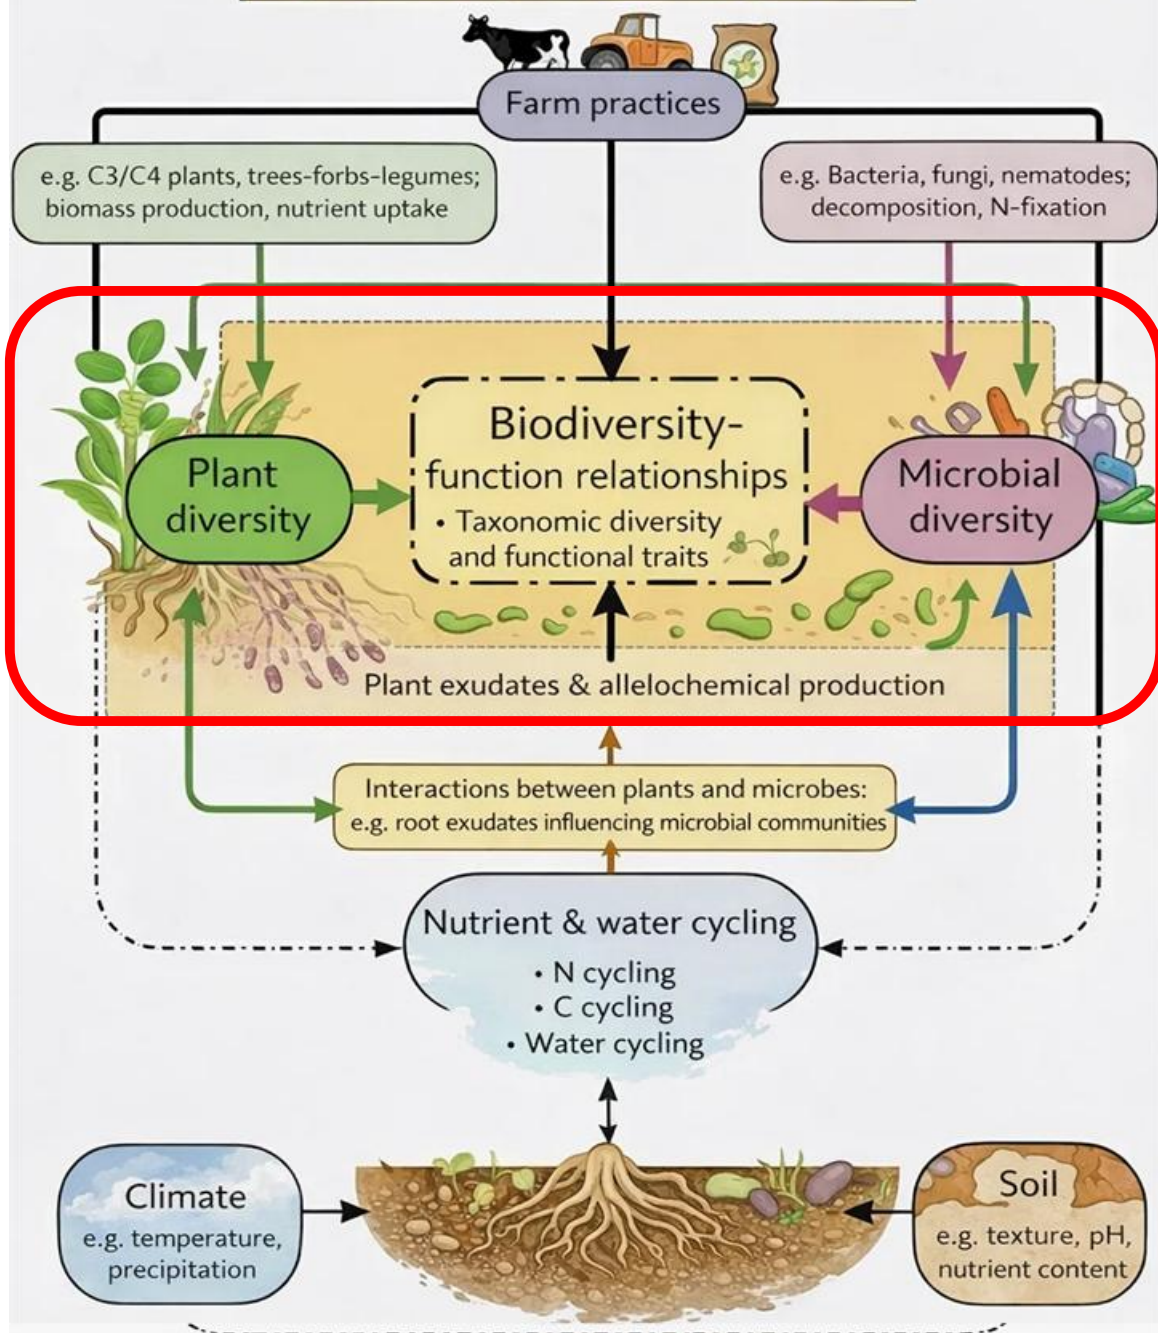 Farm practices
e.g. C3/C4 plants, trees-forbs-legumes;
biomass production, nutrient uptake
e.g. Bacteria, fungi, nematodes;
decomposition, N-fixation
Plant
diversity
Biodiversity-
function relationships
• Taxonomic diversity
and functional traits
Microbial
diversity
Plant exudates & allelochemical production
Interactions between plants and microbes:
e.g. root exudates influencing microbial communities
Nutrient & water cycling
• N cycling
• C cycling
• Water cycling
Climate
e.g. temperature,
precipitation
Soil
e.g. texture, pH,
nutrient content